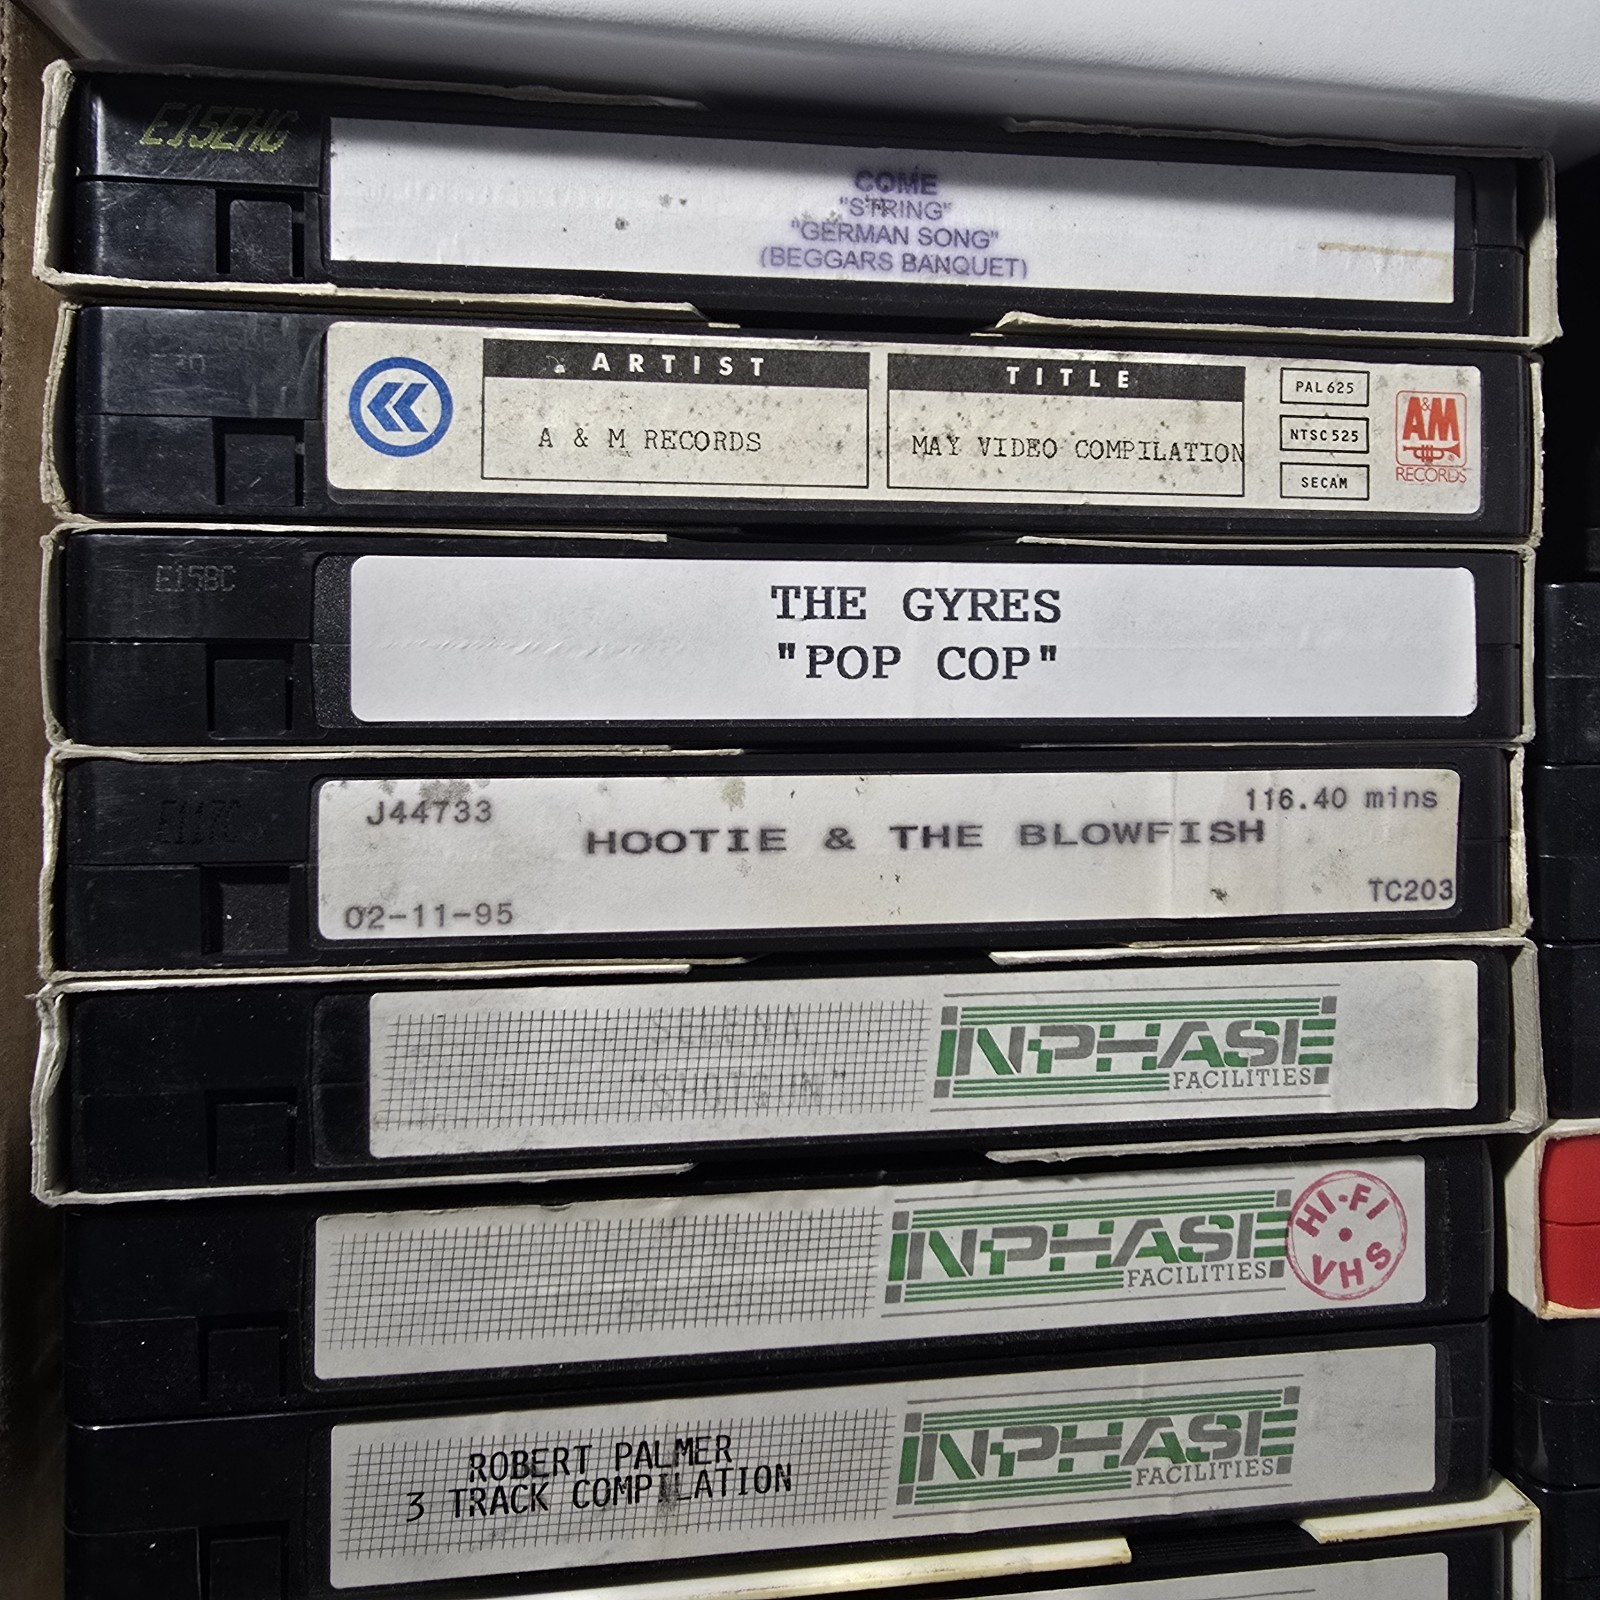 E15EHG
COME
"STRING"
"GERMAN SONG"
(BEGGARS BANQUET)
ARTIST
TITLE
A & M RECORDS
MAY VIDEO COMPILATION
PAL 625
NTSC 525
SECAM
A&M
RECORDS
E15BC
THE GYRES
"POP COP"
J44733
116.40 mins
HOOTIE & THE BLOWFISH
02-11-95
TC203
"SHOTGUN"
INPHASE
FACILITIES
INPHASE
FACILITIES
HI-FI
VHS
ROBERT PALMER
3 TRACK COMPILATION
INPHASE
FACILITIES